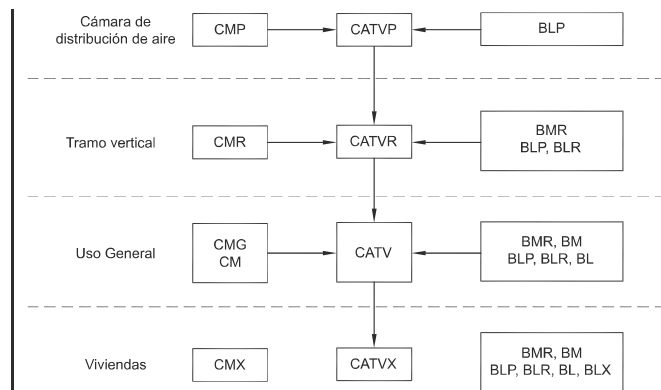 Cámara de
distribución de aire
CMP
CATVP
BLP
Tramo vertical
CMR
CATVR
BMR
BLP, BLR
Uso General
CMG
CM
CATV
BMR, BM
BLP, BLR, BL
Viviendas
CMX
CATVX
BMR, BM
BLP, BLR, BL, BLX